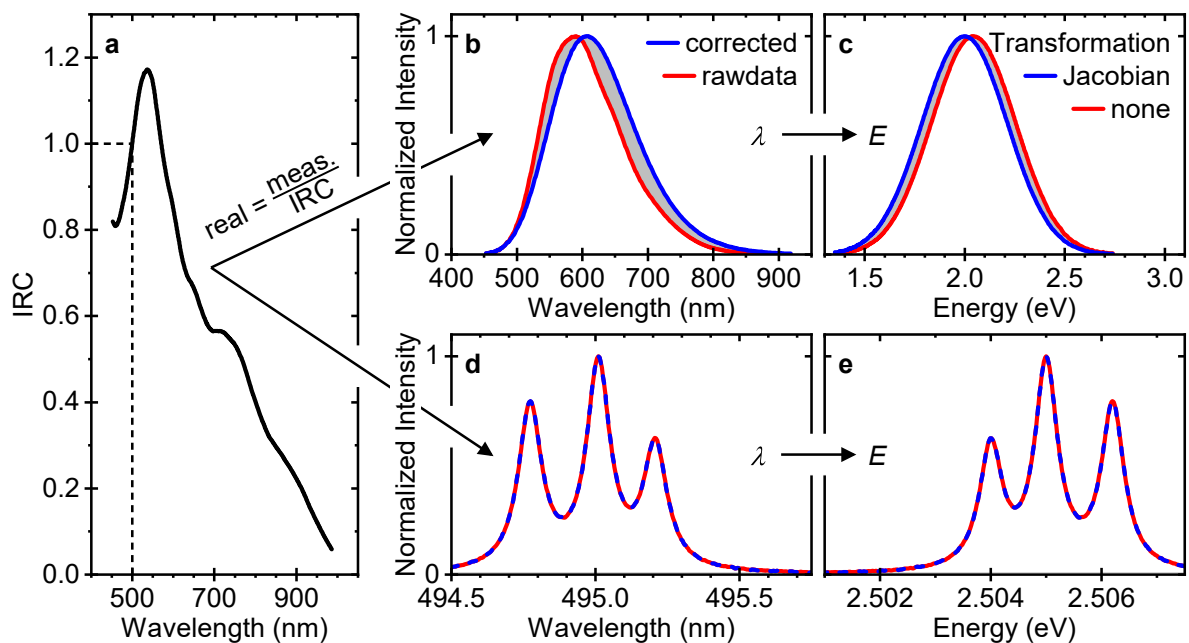 a
IRC
1.2
1.0
0.8
0.6
0.4
0.2
0.0
500 700 900
Wavelength (nm)
real = meas.
IRC
b
corrected
rawdata
Normalized Intensity
1
0
400 500 600 700 800 900
Wavelength (nm)
λ E
c
Transformation
Jacobian
none
1.5 2.0 2.5 3.0
Energy (eV)
d
Normalized Intensity
1
0
494.5 495.0 495.5
Wavelength (nm)
λ E
e
2.502 2.504 2.506
Energy (eV)